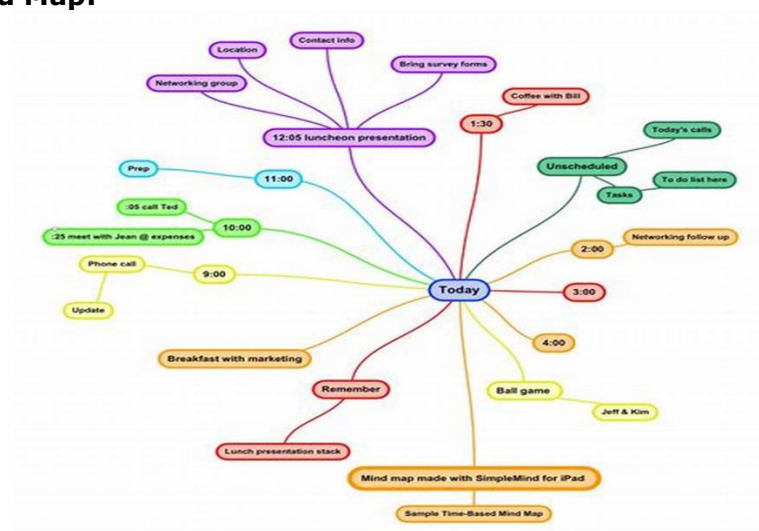 d Map:
Contact info
Location
Bring survey forms
Networking group
Coffee with Bill
1:30
12:05 luncheon presentation
Today's calls
Unscheduled
Prep
11:00
To do list here
Tasks
:05 call Ted
10:00
:25 meet with Jean @ expenses
Networking follow up
2:00
Phone call
9:00
Today
3:00
Update
4:00
Breakfast with marketing
Remember
Ball game
Jeff & Kim
Lunch presentation stack
Mind map made with SimpleMind for iPad
Sample Time-Based Mind Map